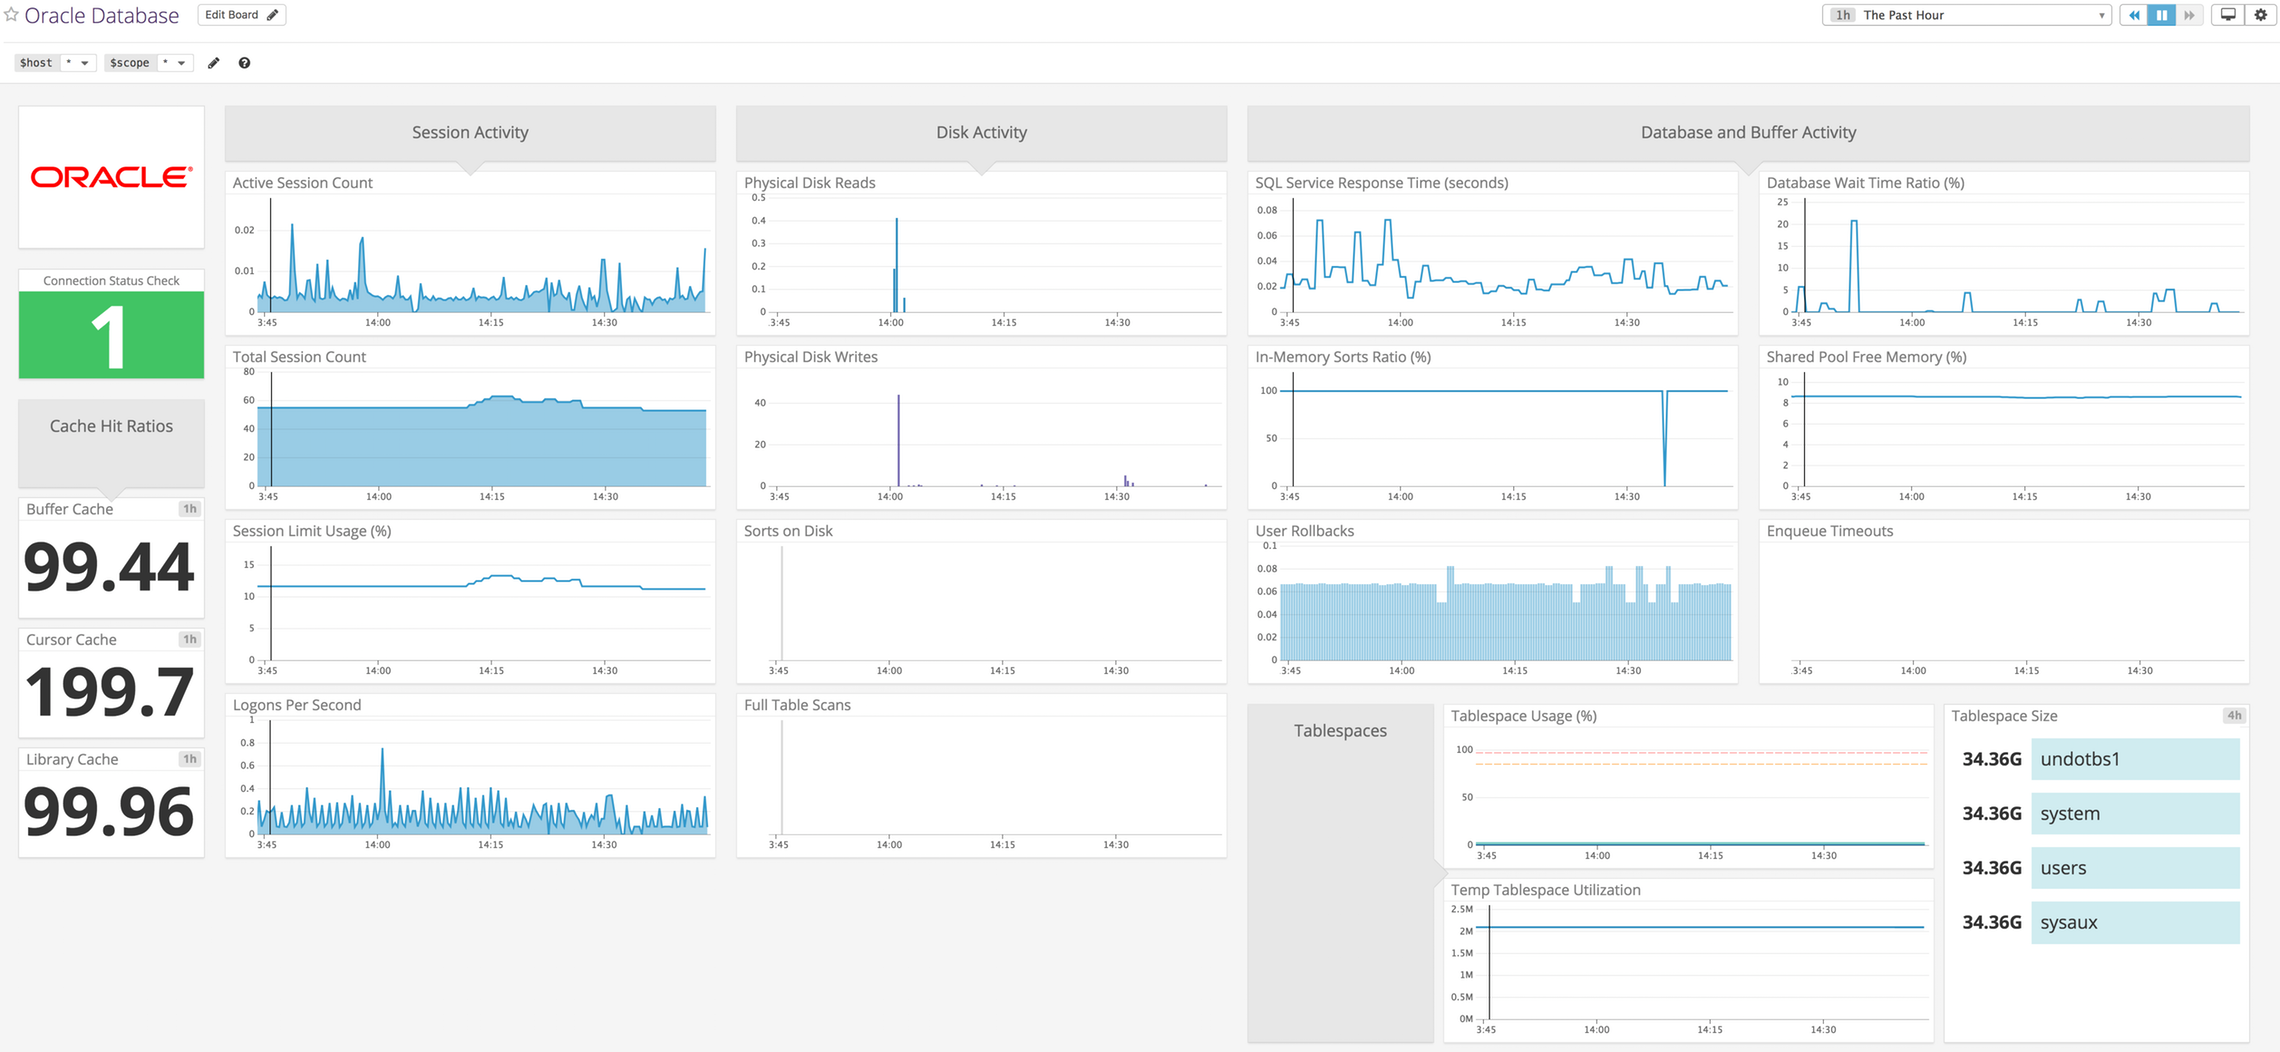 Oracle Database
Edit Board
1h The Past Hour
$host *
$scope *
ORACLE
Connection Status Check
1
Cache Hit Ratios
Buffer Cache 1h
99.44
Cursor Cache 1h
199.7
Library Cache 1h
99.96
Session Activity
Active Session Count
0.02
0.01
0
3:45 14:00 14:15 14:30
Total Session Count
80
60
40
20
0
3:45 14:00 14:15 14:30
Session Limit Usage (%)
15
10
5
0
3:45 14:00 14:15 14:30
Logons Per Second
1
0.8
0.6
0.4
0.2
0
3:45 14:00 14:15 14:30
Disk Activity
Physical Disk Reads
0.5
0.4
0.3
0.2
0.1
0
3:45 14:00 14:15 14:30
Physical Disk Writes
40
20
0
3:45 14:00 14:15 14:30
Sorts on Disk
3:45 14:00 14:15 14:30
Full Table Scans
3:45 14:00 14:15 14:30
Database and Buffer Activity
SQL Service Response Time (seconds)
0.08
0.06
0.04
0.02
0
3:45 14:00 14:15 14:30
Database Wait Time Ratio (%)
25
20
15
10
5
0
3:45 14:00 14:15 14:30
In-Memory Sorts Ratio (%)
100
50
0
3:45 14:00 14:15 14:30
Shared Pool Free Memory (%)
10
8
6
4
2
0
3:45 14:00 14:15 14:30
User Rollbacks
0.1
0.08
0.06
0.04
0.02
0
3:45 14:00 14:15 14:30
Enqueue Timeouts
3:45 14:00 14:15 14:30
Tablespaces
Tablespace Usage (%)
100
50
0
3:45 14:00 14:15 14:30
Temp Tablespace Utilization
2.5M
2M
1.5M
1M
0.5M
0M
3:45 14:00 14:15 14:30
Tablespace Size 4h
34.36G undotbs1
34.36G system
34.36G users
34.36G sysaux